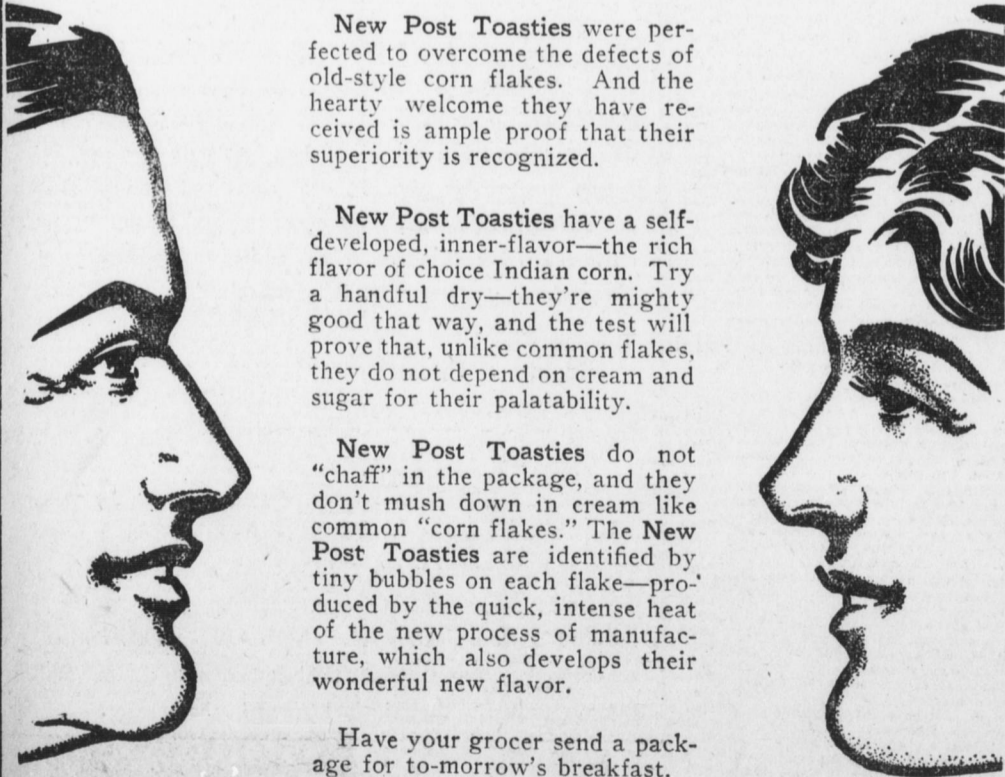 New Post Toasties were per-
fected to overcome the defects of
old-style corn flakes. And the
hearty welcome they have re-
ceived is ample proof that their
superiority is recognized.
New Post Toasties have a self-
developed, inner-flavor—the rich
flavor of choice Indian corn. Try
a handful dry—they're mighty
good that way, and the test will
prove that, unlike common flakes,
they do not depend on cream and
sugar for their palatability.
New Post Toasties do not
“chaff” in the package, and they
don't mush down in cream like
common “corn flakes.” The New
Post Toasties are identified by
tiny bubbles on each flake—pro-
duced by the quick, intense heat
of the new process of manufac-
ture, which also develops their
wonderful new flavor.
Have your grocer send a pack-
age for to-morrow's breakfast.